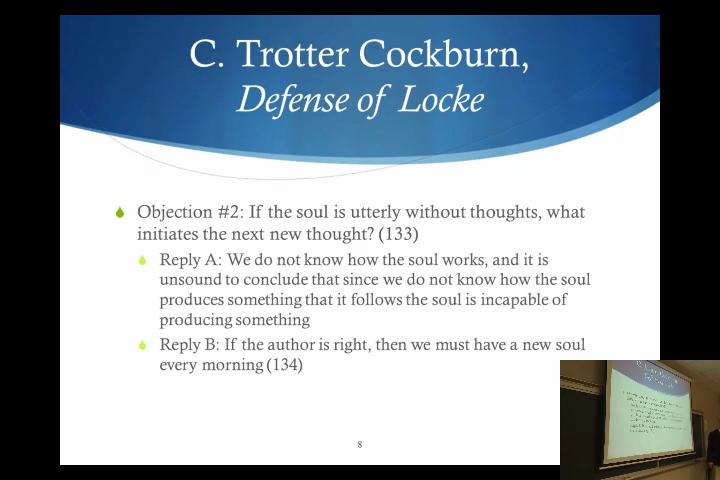 C. Trotter Cockburn,
Defense of Locke
Objection #2: If the soul is utterly without thoughts, what
initiates the next new thought? (133)
Reply A: We do not know how the soul works, and it is
unsound to conclude that since we do not know how the soul
produces something that it follows the soul is incapable of
producing something
Reply B: If the author is right, then we must have a new soul
every morning (134)
8